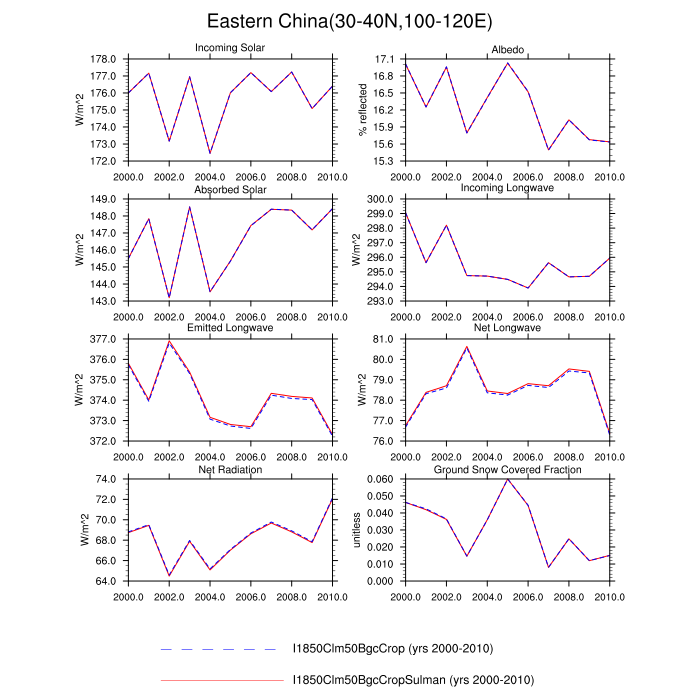 Eastern China(30-40N,100-120E)
Incoming Solar
W/m^2
178.0
177.0
176.0
175.0
174.0
173.0
172.0
2000.0 2002.0 2004.0 2006.0 2008.0 2010.0
Albedo
% reflected
17.1
16.8
16.5
16.2
15.9
15.6
15.3
2000.0 2002.0 2004.0 2006.0 2008.0 2010.0
Absorbed Solar
W/m^2
149.0
148.0
147.0
146.0
145.0
144.0
143.0
2000.0 2002.0 2004.0 2006.0 2008.0 2010.0
Incoming Longwave
W/m^2
300.0
299.0
298.0
297.0
296.0
295.0
294.0
293.0
2000.0 2002.0 2004.0 2006.0 2008.0 2010.0
Emitted Longwave
W/m^2
377.0
376.0
375.0
374.0
373.0
372.0
2000.0 2002.0 2004.0 2006.0 2008.0 2010.0
Net Longwave
W/m^2
81.0
80.0
79.0
78.0
77.0
76.0
2000.0 2002.0 2004.0 2006.0 2008.0 2010.0
Net Radiation
W/m^2
74.0
72.0
70.0
68.0
66.0
64.0
2000.0 2002.0 2004.0 2006.0 2008.0 2010.0
Ground Snow Covered Fraction
unitless
0.060
0.050
0.040
0.030
0.020
0.010
0.000
2000.0 2002.0 2004.0 2006.0 2008.0 2010.0
I1850Clm50BgcCrop (yrs 2000-2010)
I1850Clm50BgcCropSulman (yrs 2000-2010)